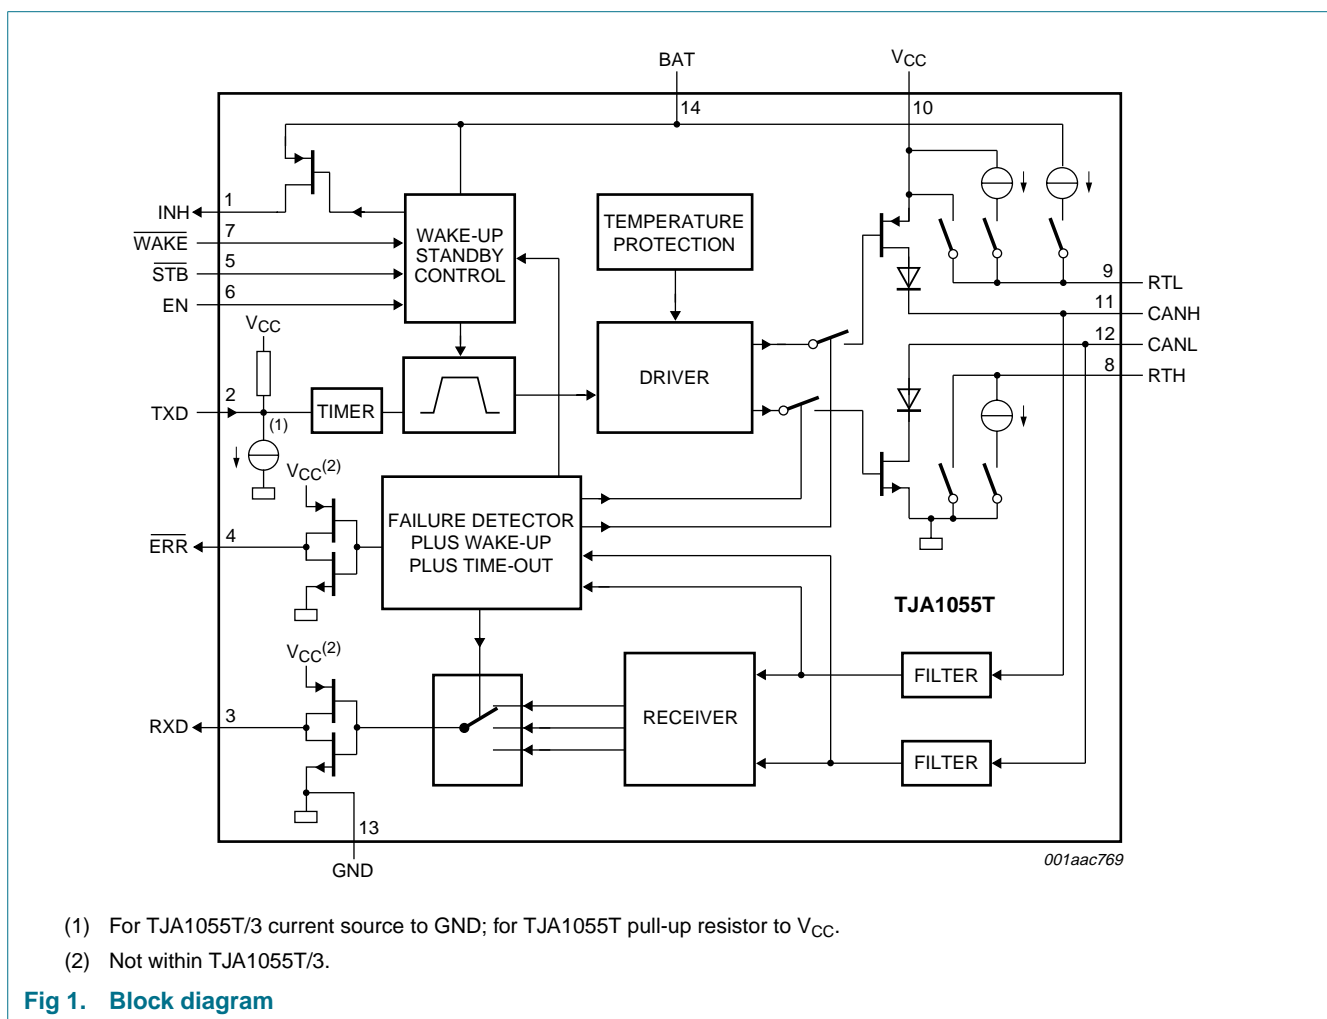 BAT
VCC
14
10
1
INH
7
WAKE
5
STB
6
EN
WAKE-UP
STANDBY
CONTROL
TEMPERATURE
PROTECTION
9
RTL
11
CANH
12
CANL
8
RTH
VCC
2
TXD
(1)
TIMER
DRIVER
VCC(2)
4
ERR
FAILURE DETECTOR
PLUS WAKE-UP
PLUS TIME-OUT
TJA1055T
VCC(2)
3
RXD
RECEIVER
FILTER
FILTER
13
GND
001aac769
(1) For TJA1055T/3 current source to GND; for TJA1055T pull-up resistor to VCC.
(2) Not within TJA1055T/3.
Fig 1. Block diagram